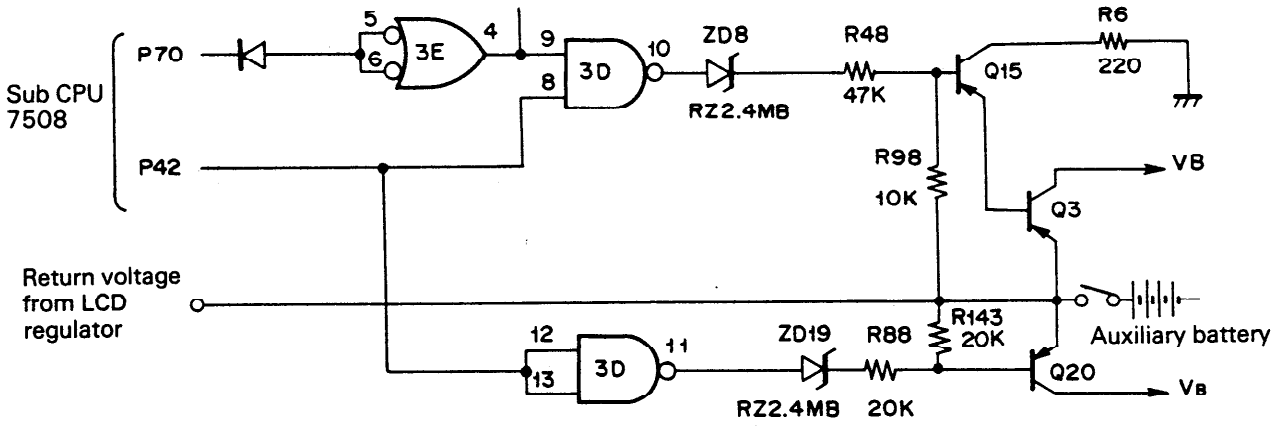 R6
5
4
ZD8
R48
P70
3E
9
10
Q15
220
6
3D
8
Sub CPU
7508
RZ2.4MB
47K
R98
P42
VB
10K
Q3
Return voltage
from LCD
regulator
12
11
ZD19
R88
R143
20K
Auxiliary battery
13
3D
Q20
RZ2.4MB
20K
VB